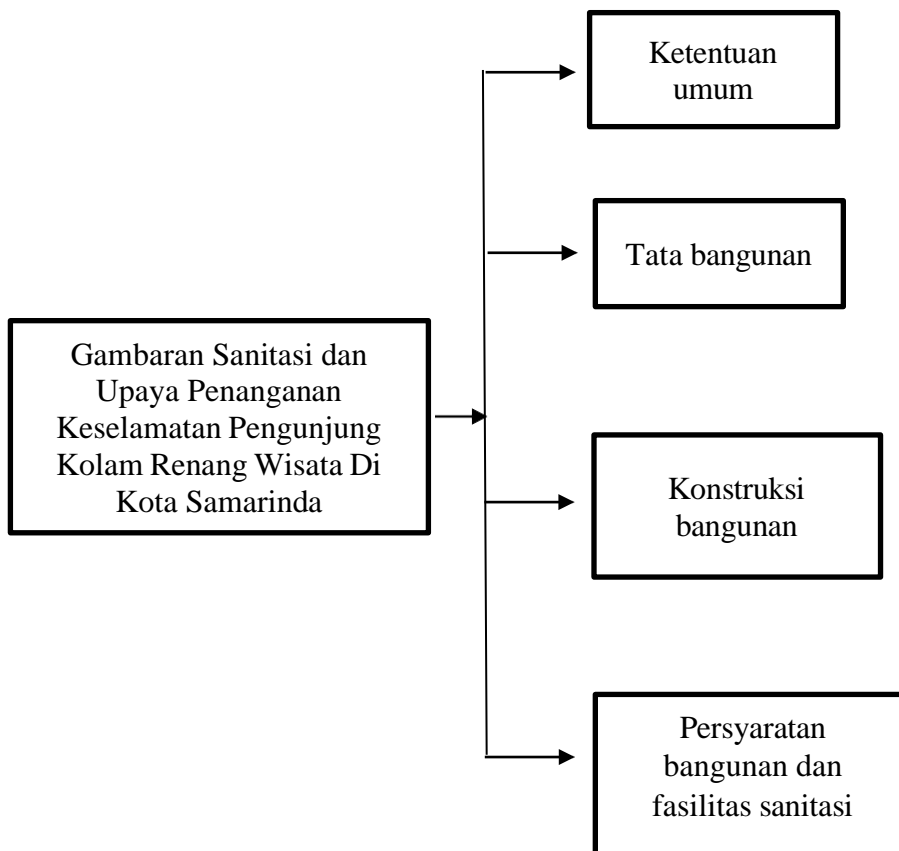 Ketentuan
umum
Tata bangunan
Gambaran Sanitasi dan
Upaya Penanganan
Keselamatan Pengunjung
Kolam Renang Wisata Di
Kota Samarinda
Konstruksi
bangunan
Persyaratan
bangunan dan
fasilitas sanitasi